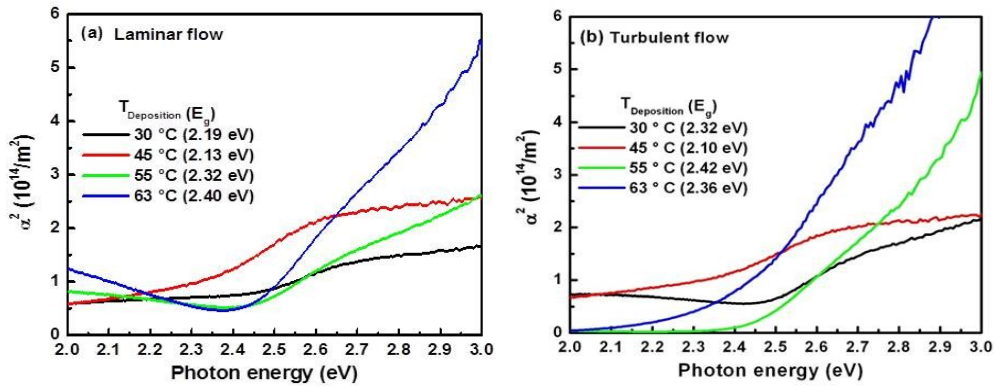 (a) Laminar flow
T_Deposition (E_g)
30 °C (2.19 eV)
45 °C (2.13 eV)
55 °C (2.32 eV)
63 °C (2.40 eV)
α² (10¹⁴/m²)
6
5
4
3
2
1
0
2.0 2.1 2.2 2.3 2.4 2.5 2.6 2.7 2.8 2.9 3.0
Photon energy (eV)
(b) Turbulent flow
T_Deposition (E_g)
30 ° C (2.32 eV)
45 ° C (2.10 eV)
55 ° C (2.42 eV)
63 ° C (2.36 eV)
α² (10¹⁴/m²)
6
5
4
3
2
1
0
2.0 2.1 2.2 2.3 2.4 2.5 2.6 2.7 2.8 2.9 3.0
Photon energy (eV)